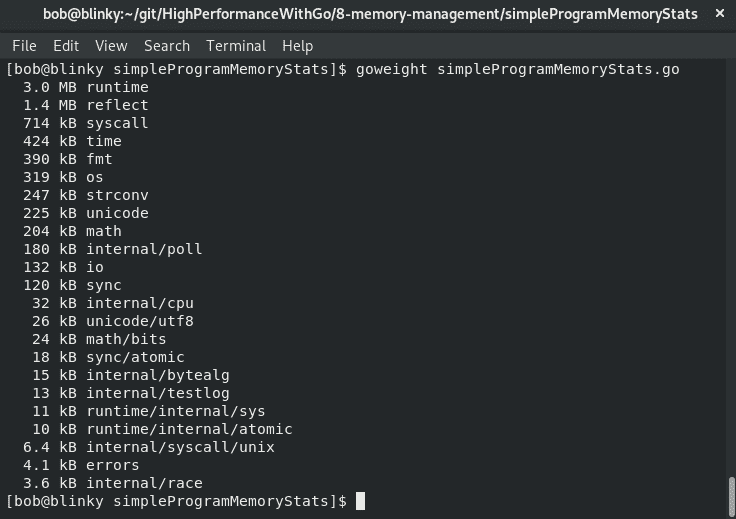 bob@blinky:~/git/HighPerformanceWithGo/8-memory-management/simpleProgramMemoryStats ×
File Edit View Search Terminal Help
[bob@blinky simpleProgramMemoryStats]$ goweight simpleProgramMemoryStats.go
3.0 MB runtime
1.4 MB reflect
714 kB syscall
424 kB time
390 kB fmt
319 kB os
247 kB strconv
225 kB unicode
204 kB math
180 kB internal/poll
132 kB io
120 kB sync
32 kB internal/cpu
26 kB unicode/utf8
24 kB math/bits
18 kB sync/atomic
15 kB internal/bytealg
13 kB internal/testlog
11 kB runtime/internal/sys
10 kB runtime/internal/atomic
6.4 kB internal/syscall/unix
4.1 kB errors
3.6 kB internal/race
[bob@blinky simpleProgramMemoryStats]$